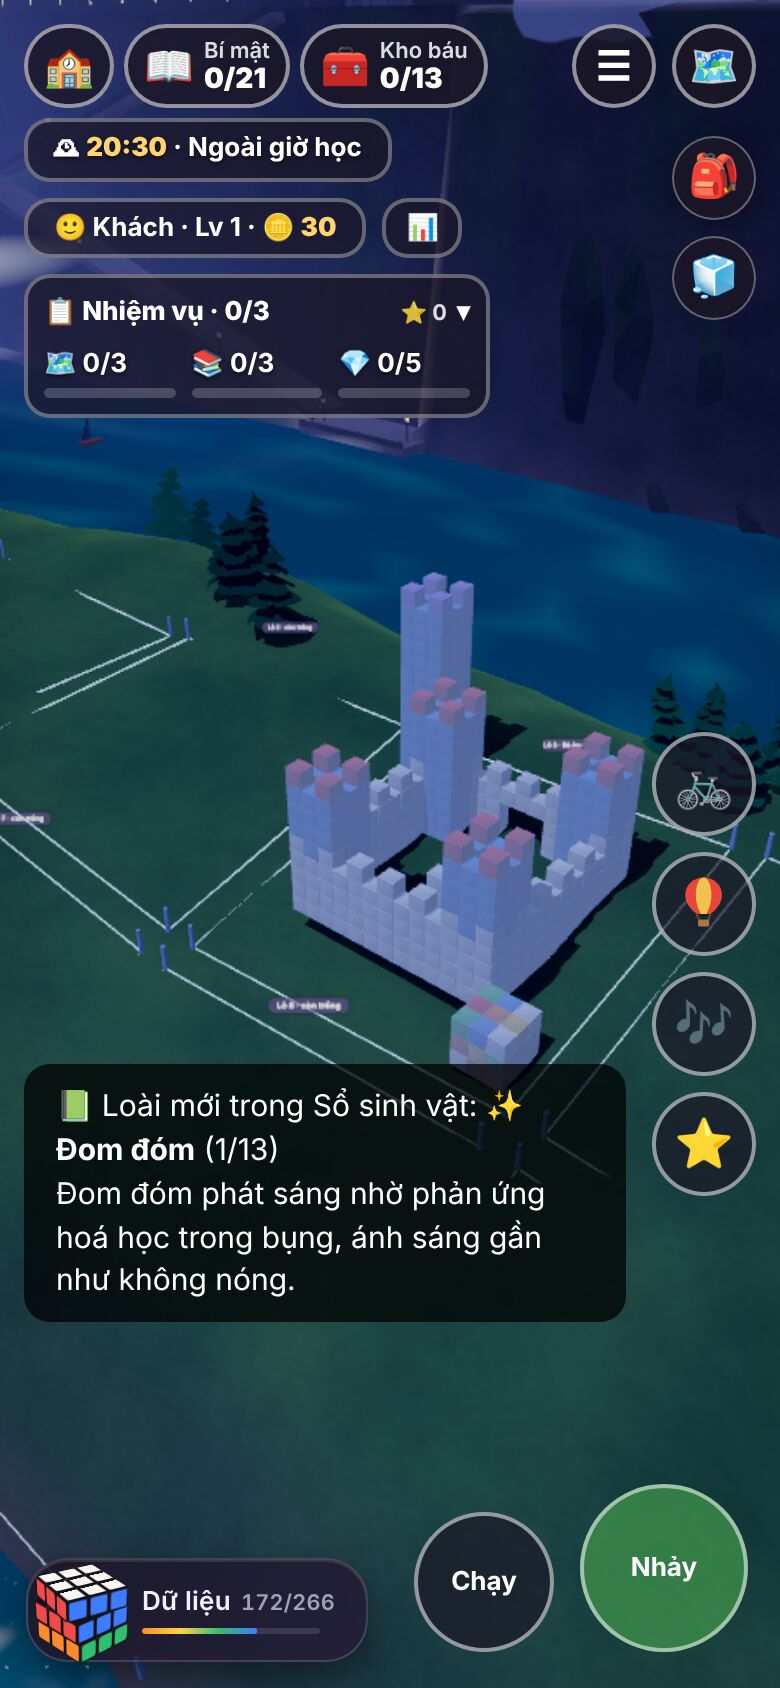 Bí mật
0/21
Kho báu
0/13
20:30 · Ngoài giờ học
Khách · Lv 1 · 30
Nhiệm vụ · 0/3
0 ▼
0/3
0/3
0/5
Loài mới trong Sổ sinh vật:
Đom đóm (1/13)
Đom đóm phát sáng nhờ phản ứng
hoá học trong bụng, ánh sáng gần
như không nóng.
Chạy
Nhảy
Dữ liệu 172/266